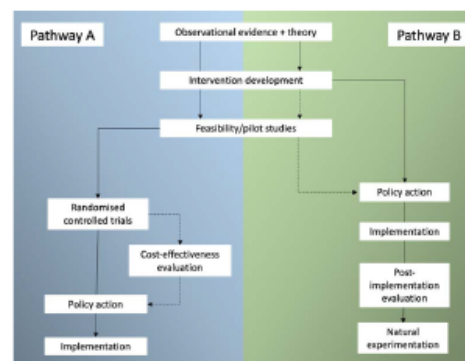 Pathway A
Observational evidence + theory
Pathway B
Intervention development
Feasibility/pilot studies
Randomised
controlled trials
Cost-effectiveness
evaluation
Policy action
Implementation
Policy action
Implementation
Post-
implementation
evaluation
Natural
experimentation